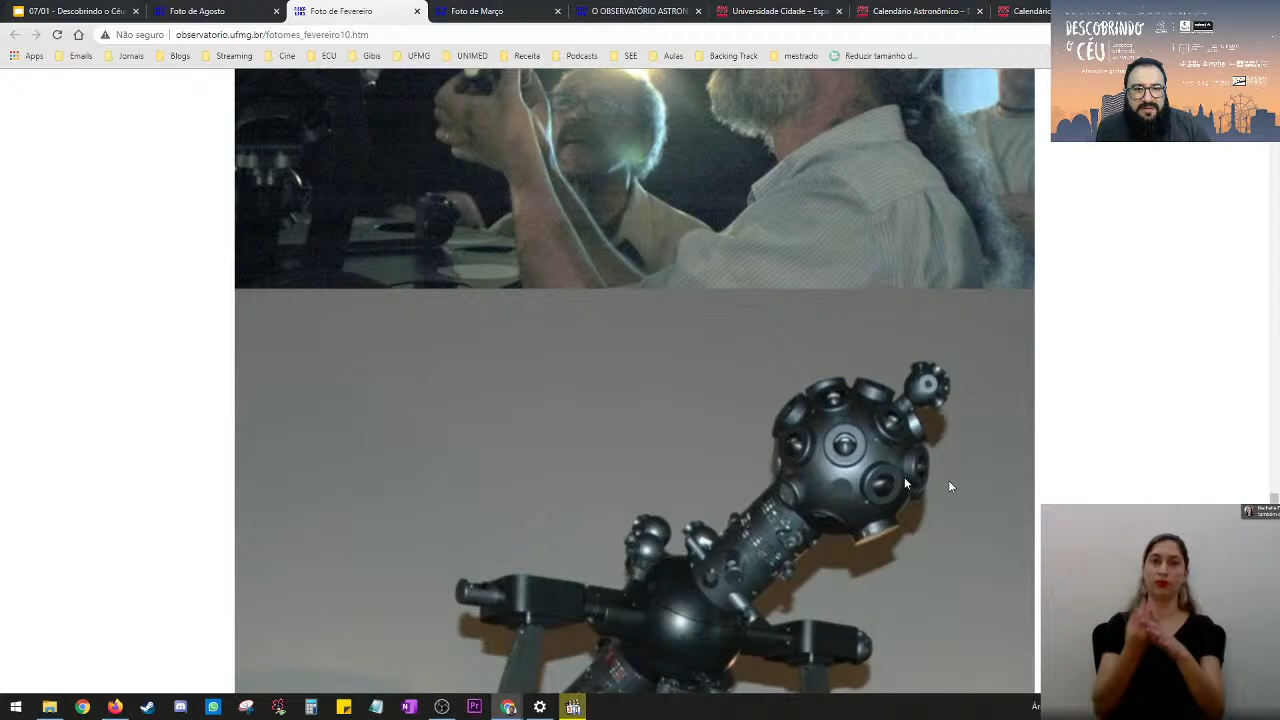 07/01 - Descobrindo o Céu
Foto de Agosto
Foto de Fevereiro
Foto de Março
O OBSERVATÓRIO ASTRON
Universidade Cidade – Espa
Calendário Astronômico – E
Calendário
Não seguro
observatorio.ufmg.br/fotomes_fevereiro10.htm
Apps
Emails
Jornais
Blogs
Streaming
Cine
ECU
Gibis
UFMG
UNIMED
Receita
Podcasts
SEE
Aulas
Backing Track
mestrado
Reduzir tamanho d...
DESCOBRINDO
O CÉU